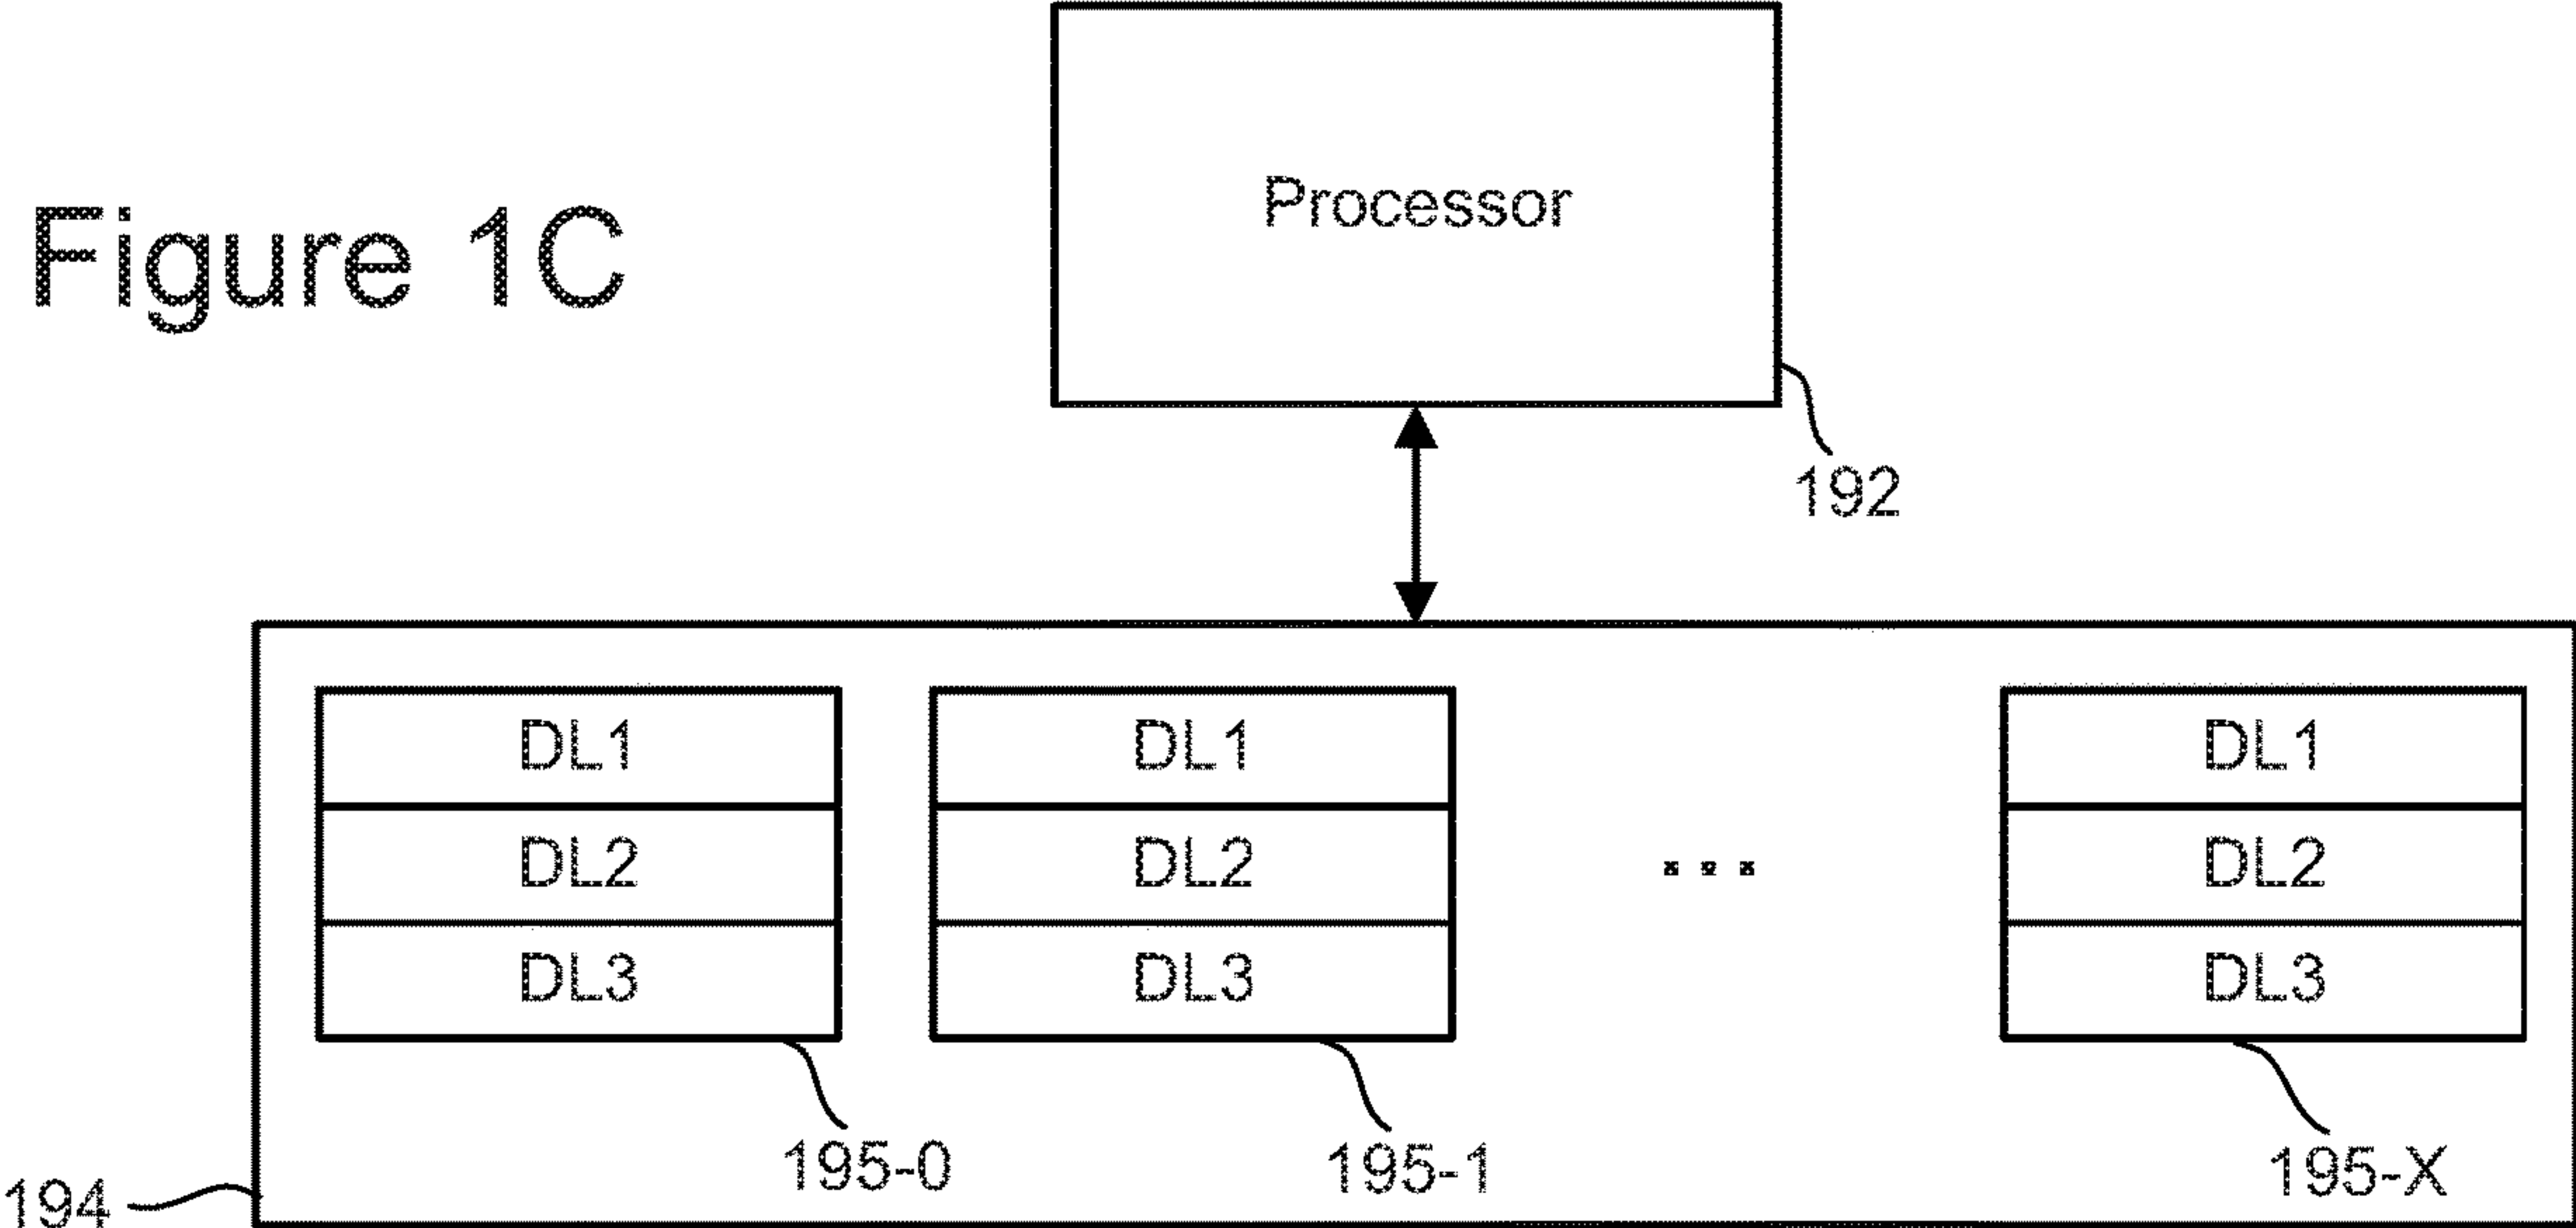 Figure 1C
Processor
192
DL1 DL1 DL1
DL2 DL2 ... DL2
DL3 DL3 DL3
195-0 195-1 195-X
194